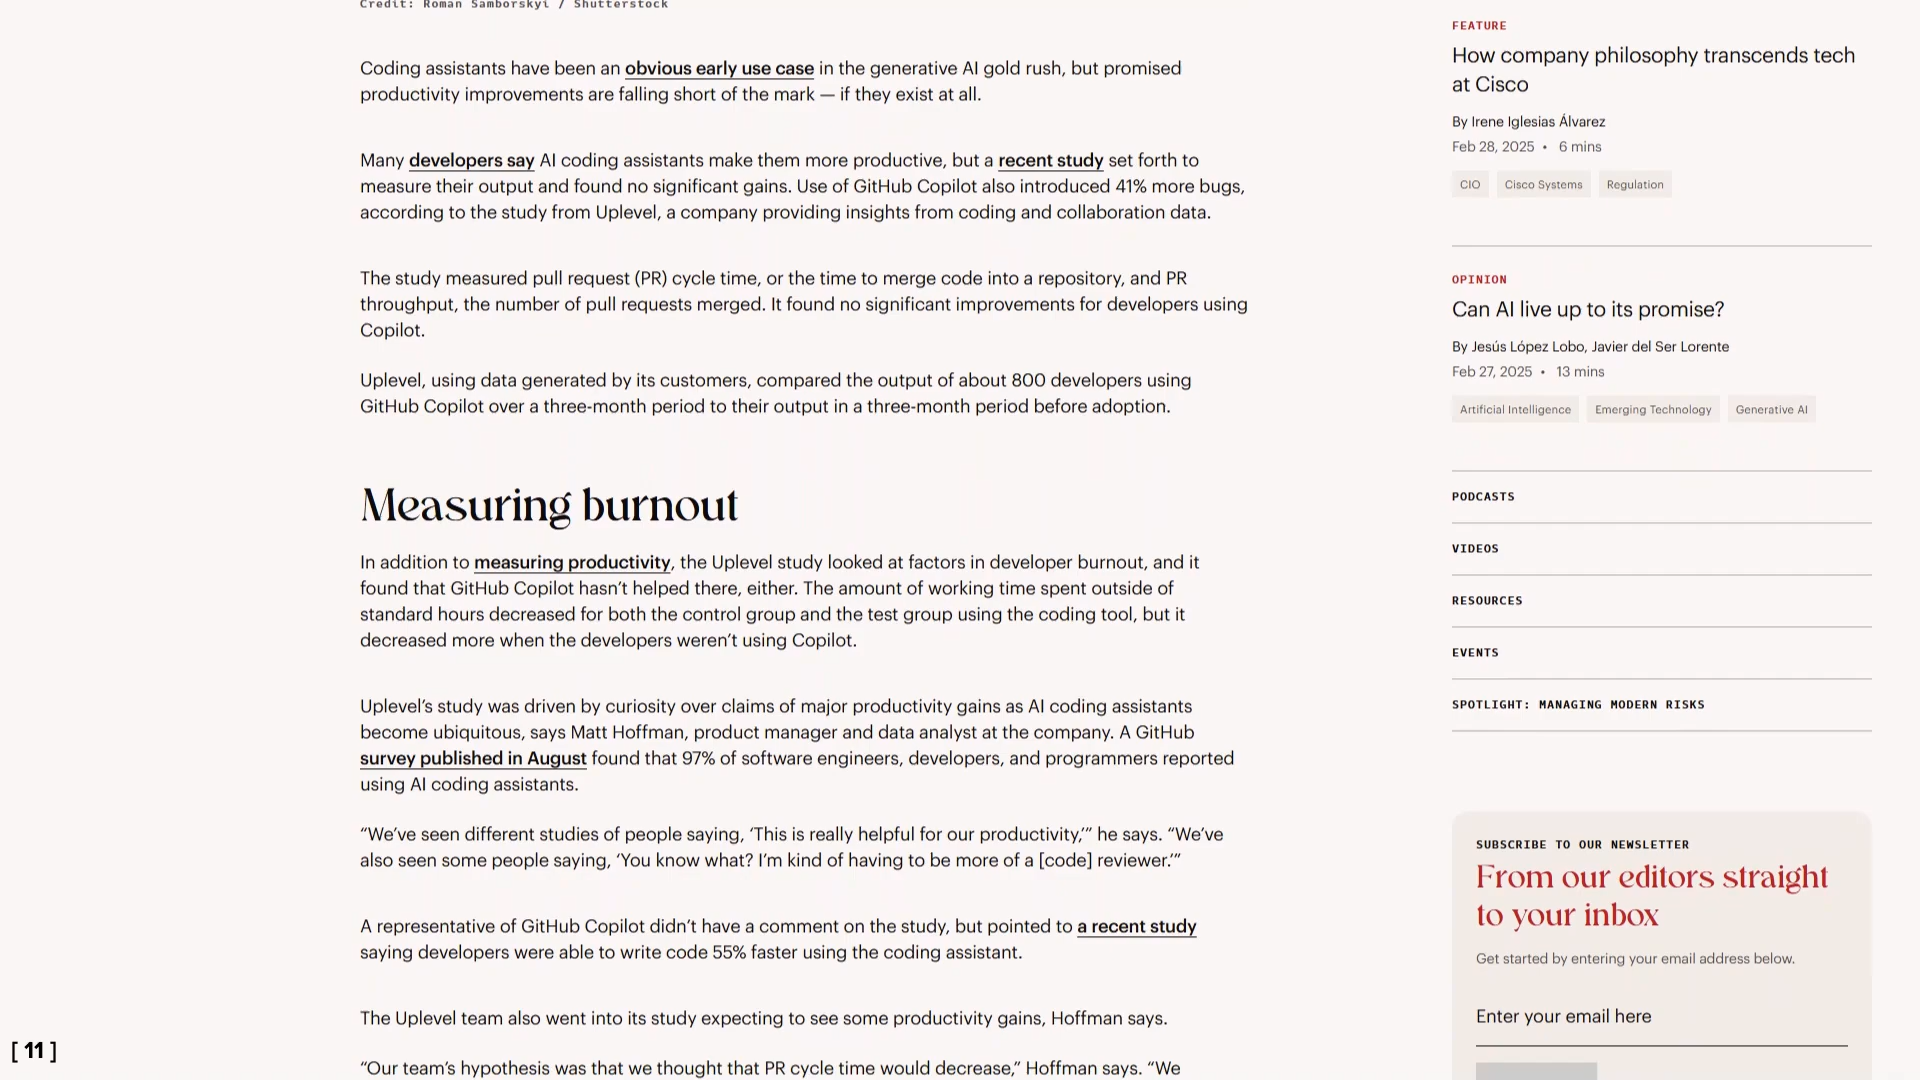 Credit: Roman Samborskyi / Shutterstock
Coding assistants have been an obvious early use case in the generative AI gold rush, but promised
productivity improvements are falling short of the mark — if they exist at all.
Many developers say AI coding assistants make them more productive, but a recent study set forth to
measure their output and found no significant gains. Use of GitHub Copilot also introduced 41% more bugs,
according to the study from Uplevel, a company providing insights from coding and collaboration data.
The study measured pull request (PR) cycle time, or the time to merge code into a repository, and PR
throughput, the number of pull requests merged. It found no significant improvements for developers using
Copilot.
Uplevel, using data generated by its customers, compared the output of about 800 developers using
GitHub Copilot over a three-month period to their output in a three-month period before adoption.
Measuring burnout
In addition to measuring productivity, the Uplevel study looked at factors in developer burnout, and it
found that GitHub Copilot hasn’t helped there, either. The amount of working time spent outside of
standard hours decreased for both the control group and the test group using the coding tool, but it
decreased more when the developers weren’t using Copilot.
Uplevel’s study was driven by curiosity over claims of major productivity gains as AI coding assistants
become ubiquitous, says Matt Hoffman, product manager and data analyst at the company. A GitHub
survey published in August found that 97% of software engineers, developers, and programmers reported
using AI coding assistants.
“We’ve seen different studies of people saying, ‘This is really helpful for our productivity,’” he says. “We’ve
also seen some people saying, ‘You know what? I’m kind of having to be more of a [code] reviewer.’”
A representative of GitHub Copilot didn’t have a comment on the study, but pointed to a recent study
saying developers were able to write code 55% faster using the coding assistant.
The Uplevel team also went into its study expecting to see some productivity gains, Hoffman says.
“Our team’s hypothesis was that we thought that PR cycle time would decrease,” Hoffman says. “We
[ 11 ]
FEATURE
How company philosophy transcends tech
at Cisco
By Irene Iglesias Álvarez
Feb 28, 2025 • 6 mins
CIO Cisco Systems Regulation
OPINION
Can AI live up to its promise?
By Jesús López Lobo, Javier del Ser Lorente
Feb 27, 2025 • 13 mins
Artificial Intelligence Emerging Technology Generative AI
PODCASTS
VIDEOS
RESOURCES
EVENTS
SPOTLIGHT: MANAGING MODERN RISKS
SUBSCRIBE TO OUR NEWSLETTER
From our editors straight
to your inbox
Get started by entering your email address below.
Enter your email here